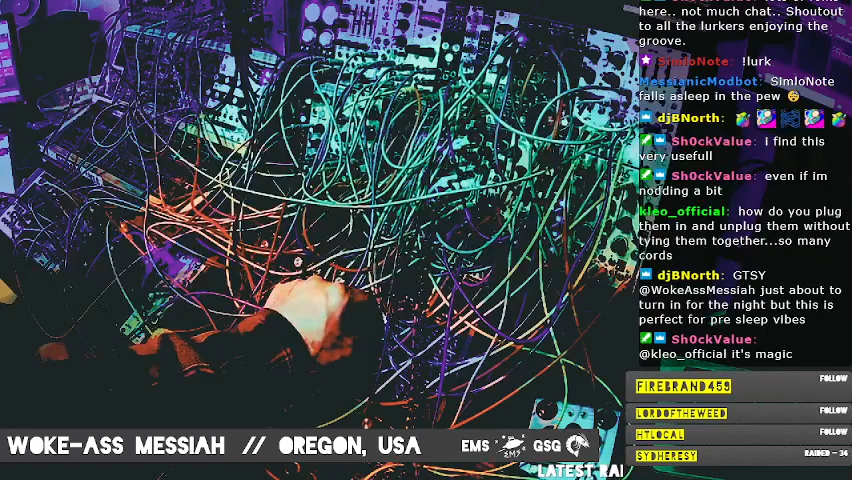 here.. not much chat.. Shoutout
to all the lurkers enjoying the
groove.
SimloNote: !lurk
MessianicModbot: SimloNote
falls asleep in the pew
djBNorth:
Sh0ckValue: I find this
very usefull
Sh0ckValue: even if im
nodding a bit
kleo_official: how do you plug
them in and unplug them without
tying them together...so many
cords
djBNorth: GTSY
@WokeAssMessiah just about to
turn in for the night but this is
perfect for pre sleep vibes
Sh0ckValue:
@kleo_official it's magic
FIREBRAND459 FOLLOW
LORDOFTHEWEED FOLLOW
HTLOCAL FOLLOW
SYDHERESY RAIDED - 34
WOKE-ASS MESSIAH // OREGON, USA EMS EMS GSG
LATEST RAI